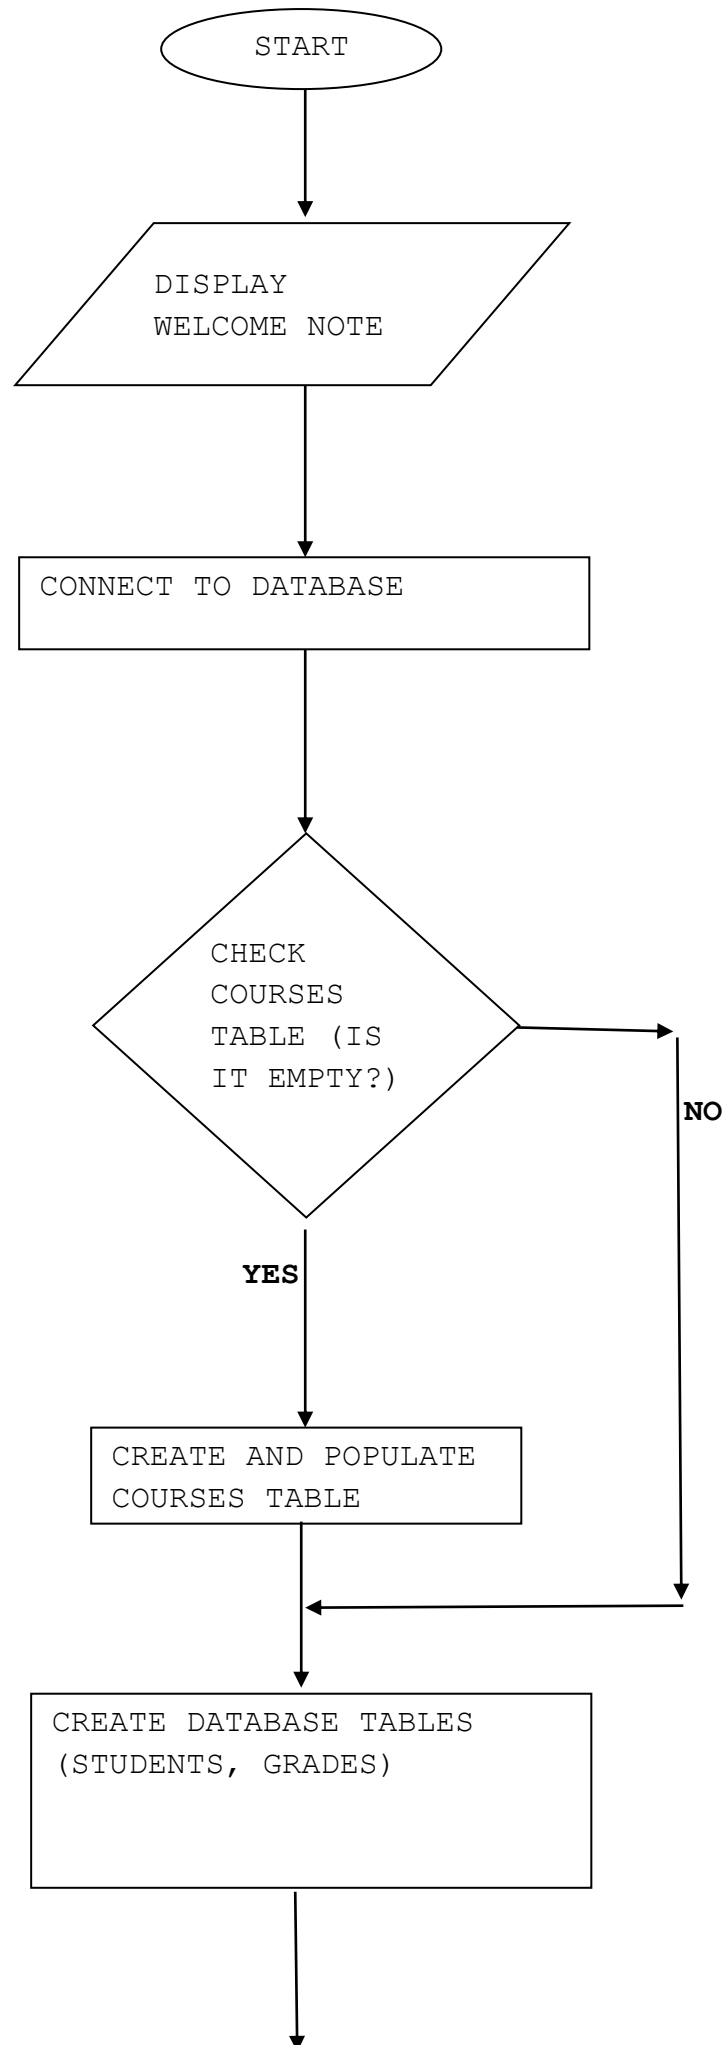 START
DISPLAY
WELCOME NOTE
CONNECT TO DATABASE
CHECK
COURSES
TABLE (IS
IT EMPTY?)
NO
YES
CREATE AND POPULATE
COURSES TABLE
CREATE DATABASE TABLES
(STUDENTS, GRADES)